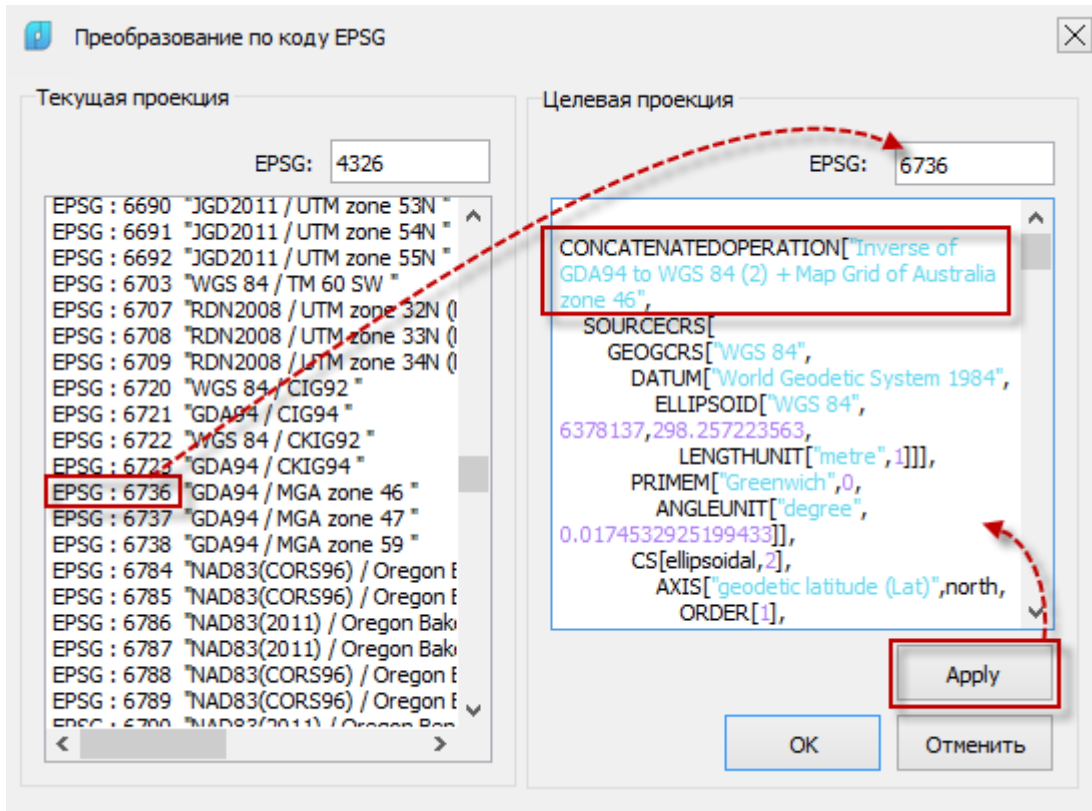 Преобразование по коду EPSG
Текущая проекция
EPSG: 4326
EPSG : 6690 "JGD2011 / UTM zone 53N "
EPSG : 6691 "JGD2011 / UTM zone 54N "
EPSG : 6692 "JGD2011 / UTM zone 55N "
EPSG : 6703 "WGS 84 / TM 60 SW "
EPSG : 6707 "RDN2008 / UTM zone 32N (
EPSG : 6708 "RDN2008 / UTM zone 33N (
EPSG : 6709 "RDN2008 / UTM zone 34N (
EPSG : 6720 "WGS 84 / CIG92 "
EPSG : 6721 "GDA94 / CIG94 "
EPSG : 6722 "WGS 84 / CKIG92 "
EPSG : 6723 "GDA94 / CKIG94 "
EPSG : 6736 "GDA94 / MGA zone 46 "
EPSG : 6737 "GDA94 / MGA zone 47 "
EPSG : 6738 "GDA94 / MGA zone 59 "
EPSG : 6784 "NAD83(CORS96) / Oregon
EPSG : 6785 "NAD83(CORS96) / Oregon
EPSG : 6786 "NAD83(2011) / Oregon Bak
EPSG : 6787 "NAD83(2011) / Oregon Bak
EPSG : 6788 "NAD83(CORS96) / Oregon
EPSG : 6789 "NAD83(CORS96) / Oregon
EPSG : 6790 "NAD83(2011) / Oregon
Целевая проекция
EPSG: 6736
CONCATENATEDOPERATION["Inverse of
GDA94 to WGS 84 (2) + Map Grid of Australia
zone 46",
SOURCECRS[
GEOGCRS["WGS 84",
DATUM["World Geodetic System 1984",
ELLIPSOID["WGS 84",
6378137,298.257223563,
LENGTHUNIT["metre",1]]],
PRIMEM["Greenwich",0,
ANGLEUNIT["degree",
0.0174532925199433]],
CS[ellipsoidal,2],
AXIS["geodetic latitude (Lat)",north,
ORDER[1],
Apply
OK
Отменить